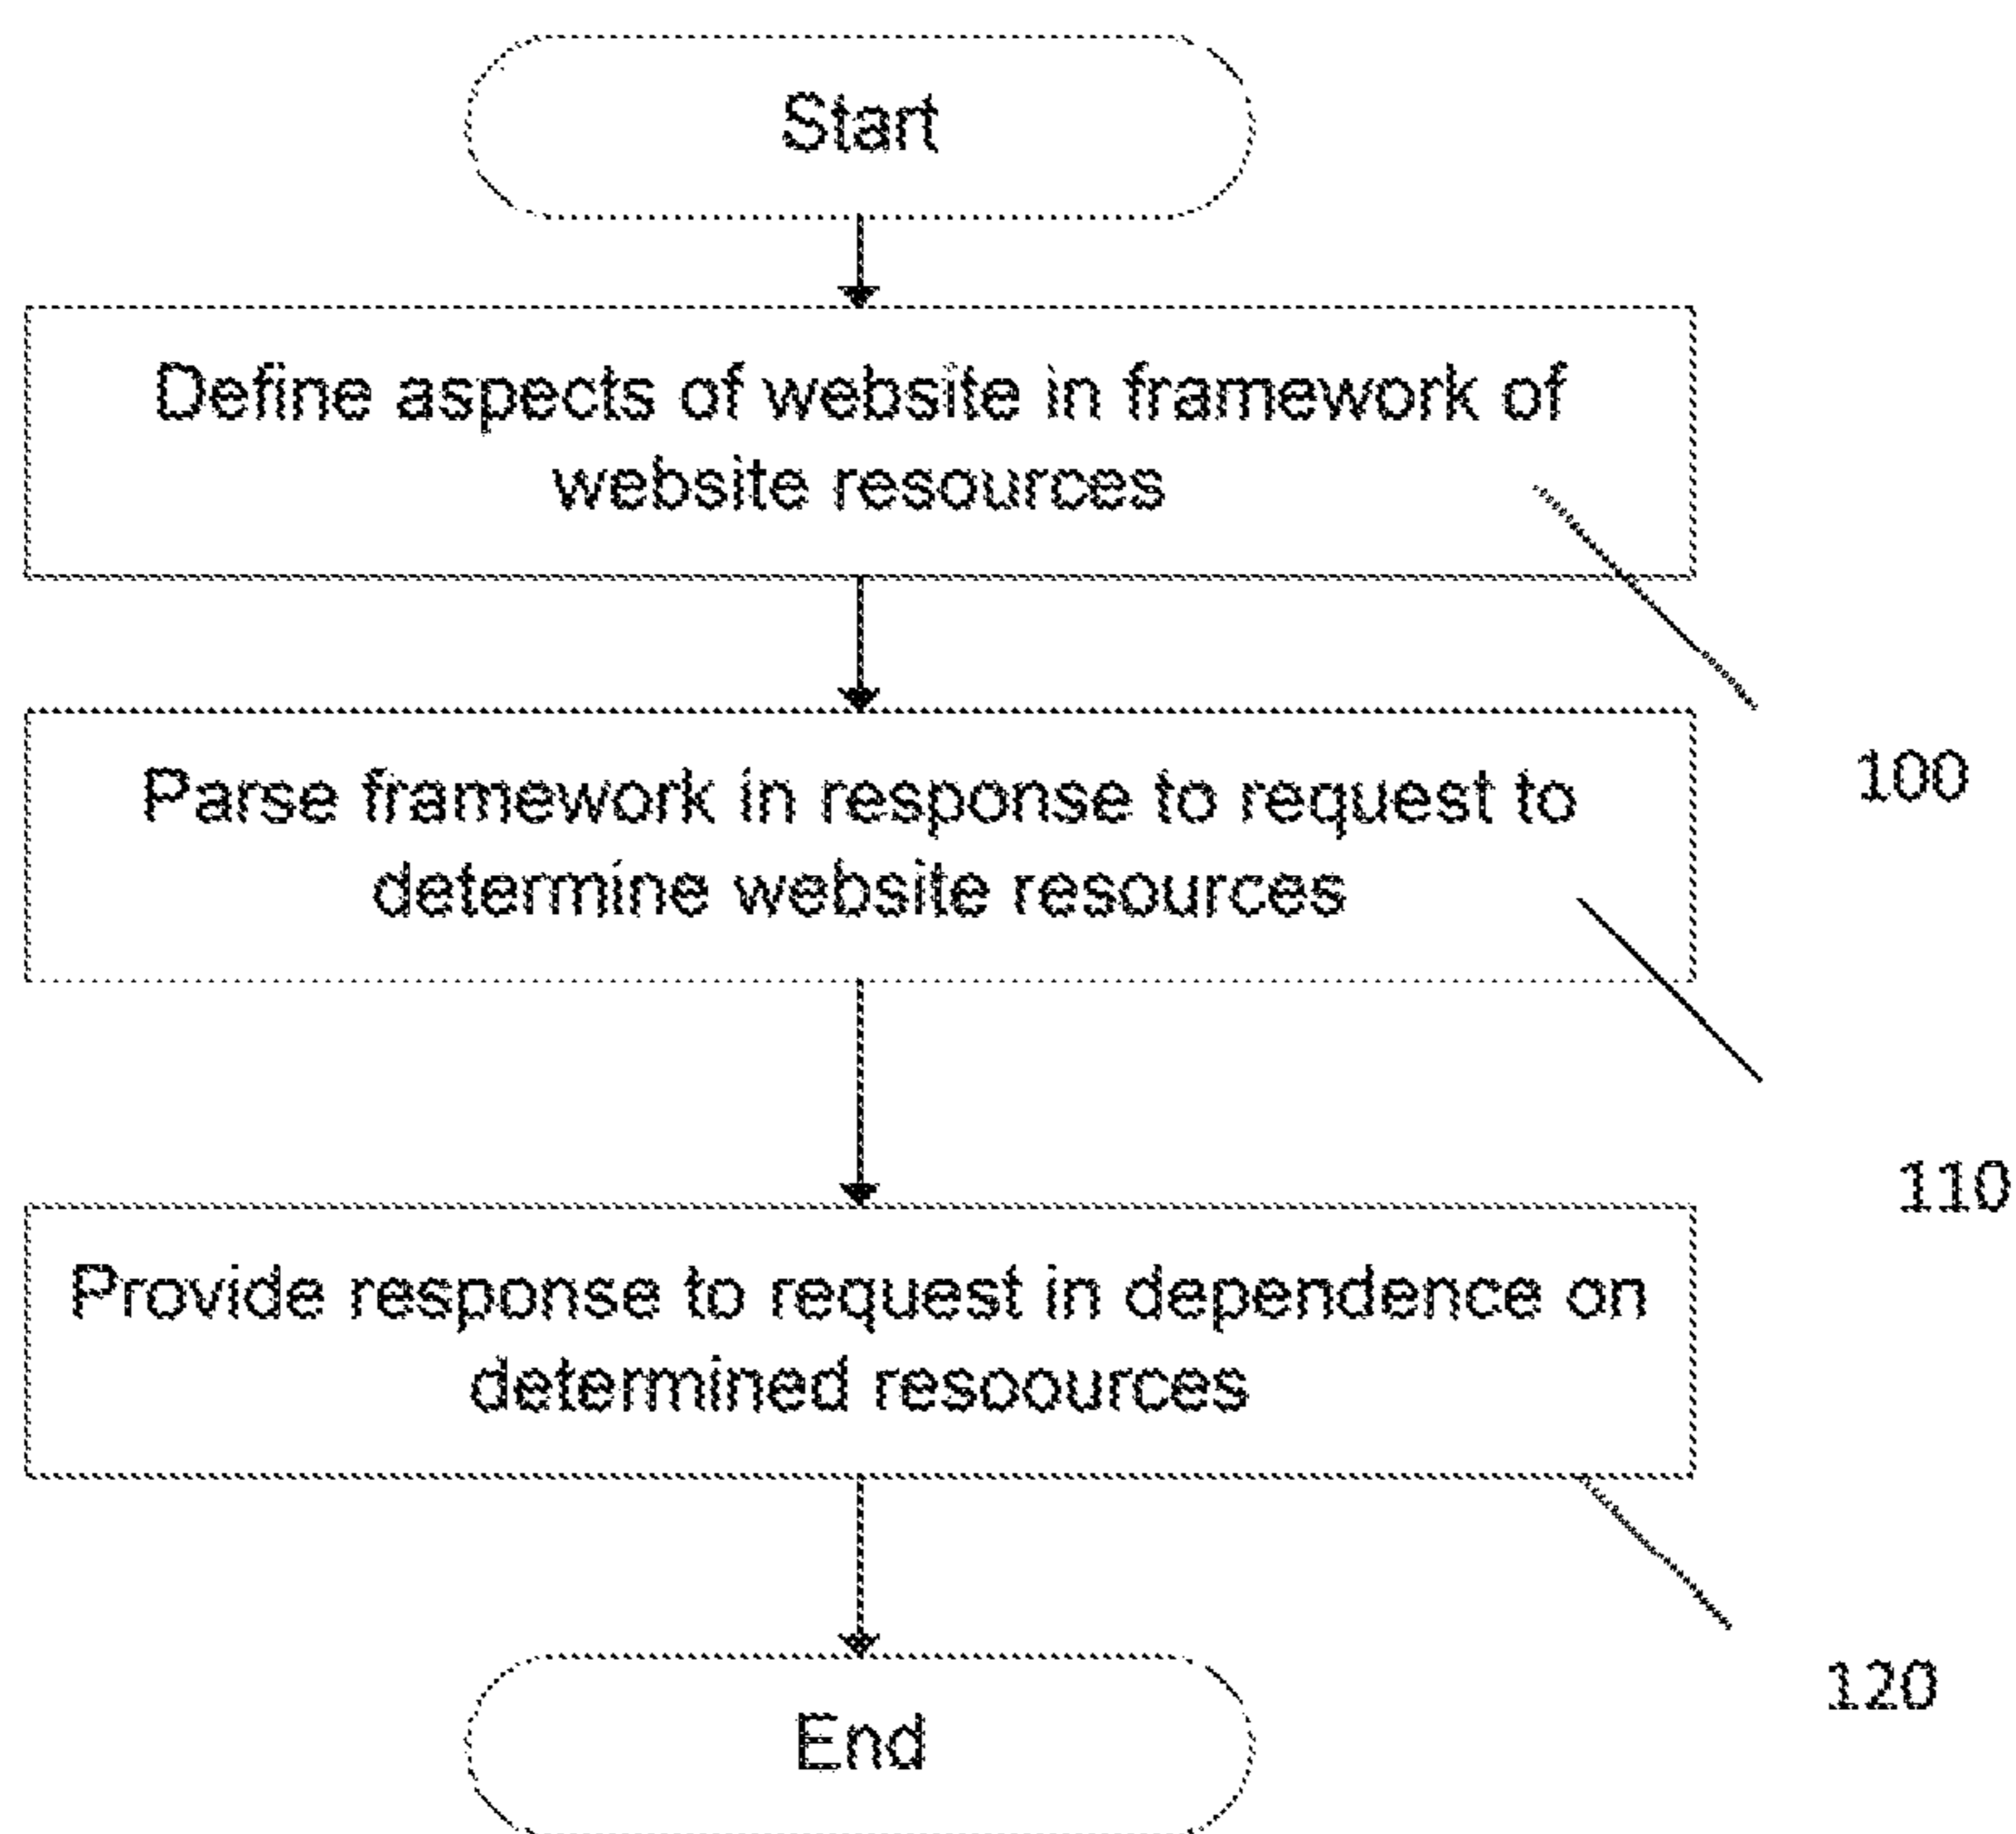 Start
Define aspects of website in framework of
website resources
100
Parse framework in response to request to
determine website resources
110
Provide response to request in dependence on
determined resoources
120
End